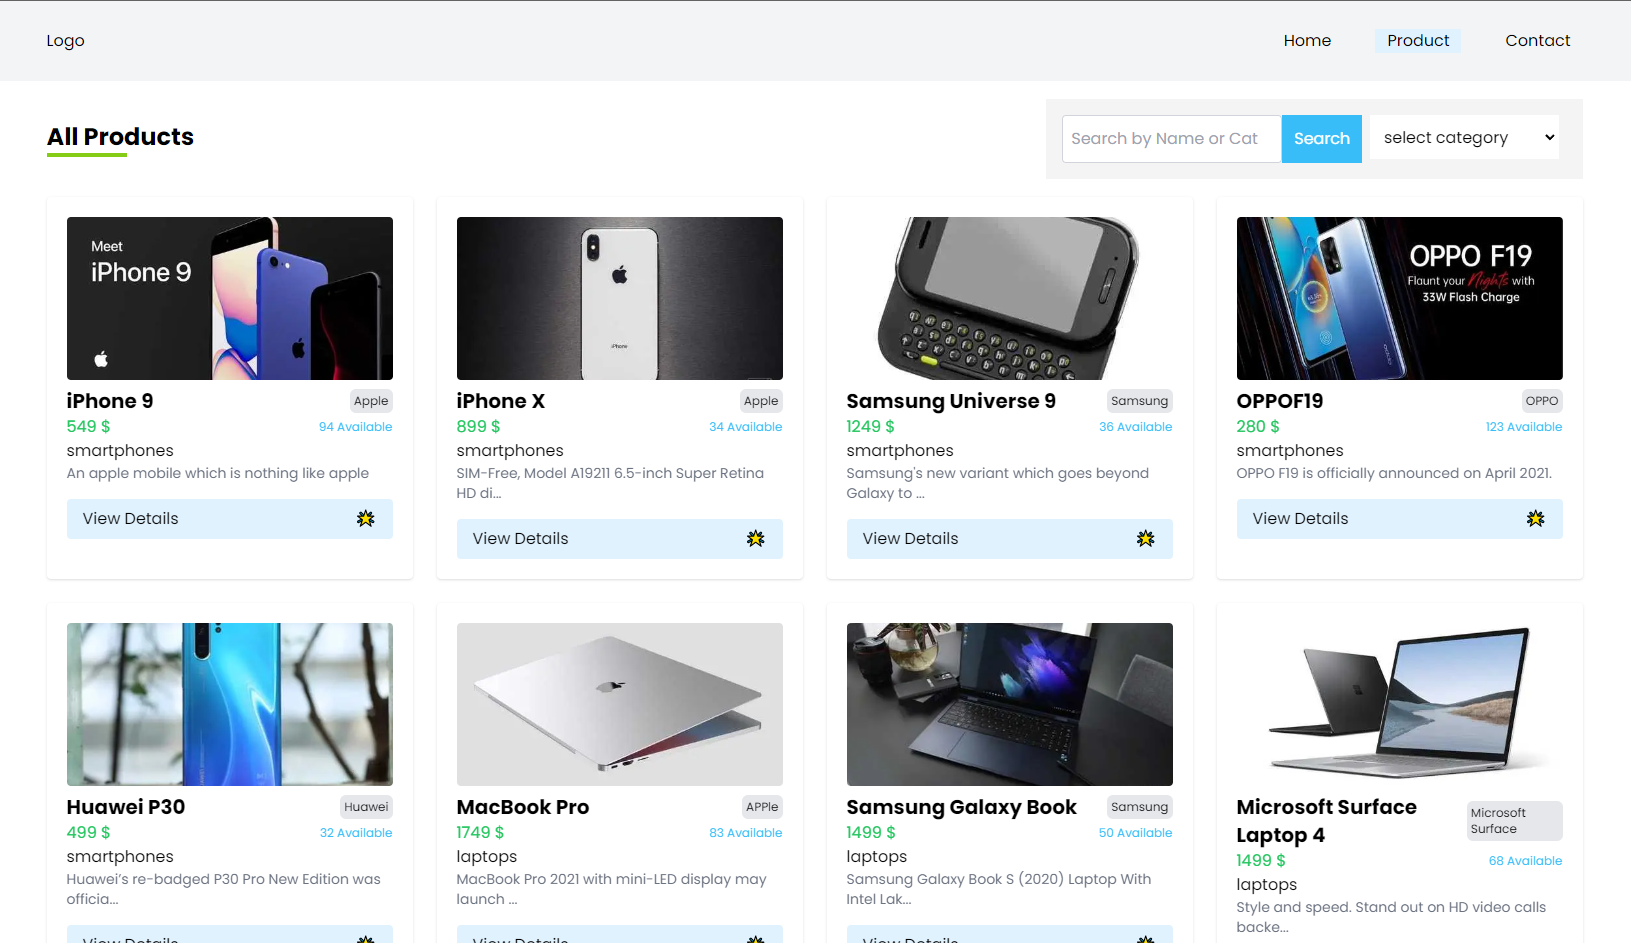 Logo
Home
Product
Contact
All Products
Search by Name or Cat
Search
select category
Meet
iPhone 9
iPhone
OPPO F19
Flaunt your Nights with
33W Flash Charge
iPhone 9
Apple
549 $
94 Available
smartphones
An apple mobile which is nothing like apple
View Details
iPhone X
Apple
899 $
34 Available
smartphones
SIM-Free, Model A19211 6.5-inch Super Retina
HD di...
View Details
Samsung Universe 9
Samsung
1249 $
36 Available
smartphones
Samsung's new variant which goes beyond
Galaxy to ...
View Details
OPPOF19
OPPO
280 $
123 Available
smartphones
OPPO F19 is officially announced on April 2021.
View Details
Huawei P30
Huawei
499 $
32 Available
smartphones
Huawei’s re-badged P30 Pro New Edition was
officia...
View Details
MacBook Pro
APPle
1749 $
83 Available
laptops
MacBook Pro 2021 with mini-LED display may
launch ...
View Details
Samsung Galaxy Book
Samsung
1499 $
50 Available
laptops
Samsung Galaxy Book S (2020) Laptop With
Intel Lak...
View Details
Microsoft Surface
Laptop 4
Microsoft
Surface
1499 $
68 Available
laptops
Style and speed. Stand out on HD video calls
backe...